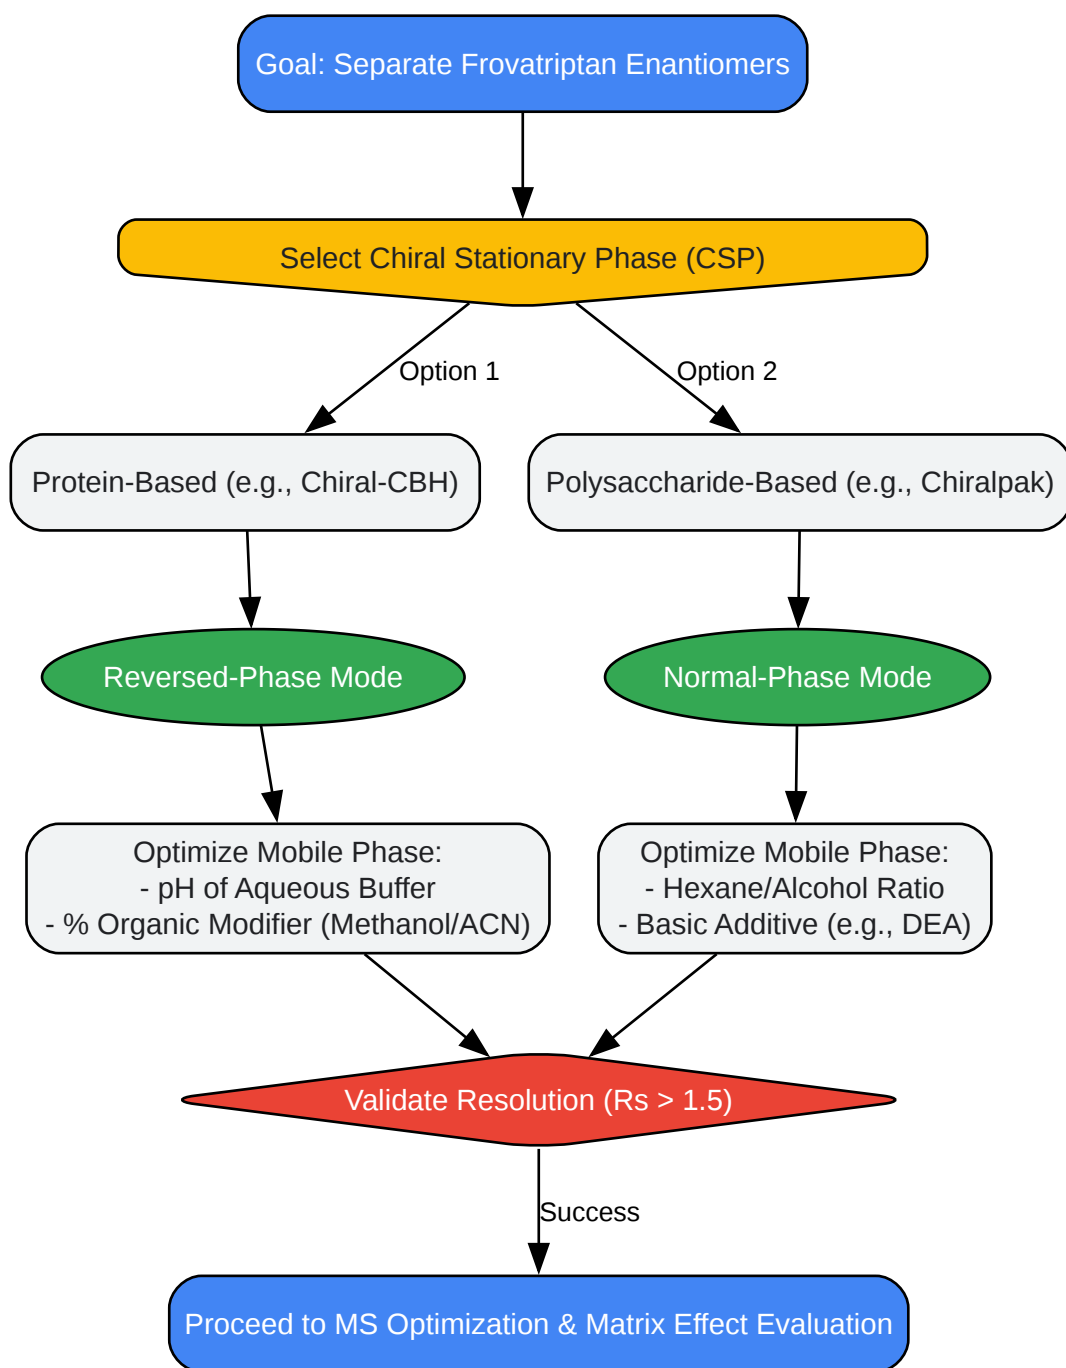 Goal: Separate Frovatriptan Enantiomers
Select Chiral Stationary Phase (CSP)
Option 1
Option 2
Protein-Based (e.g., Chiral-CBH)
Polysaccharide-Based (e.g., Chiralpak)
Reversed-Phase Mode
Normal-Phase Mode
Optimize Mobile Phase:
- pH of Aqueous Buffer
- % Organic Modifier (Methanol/ACN)
Optimize Mobile Phase:
- Hexane/Alcohol Ratio
- Basic Additive (e.g., DEA)
Validate Resolution (Rs > 1.5)
Success
Proceed to MS Optimization & Matrix Effect Evaluation